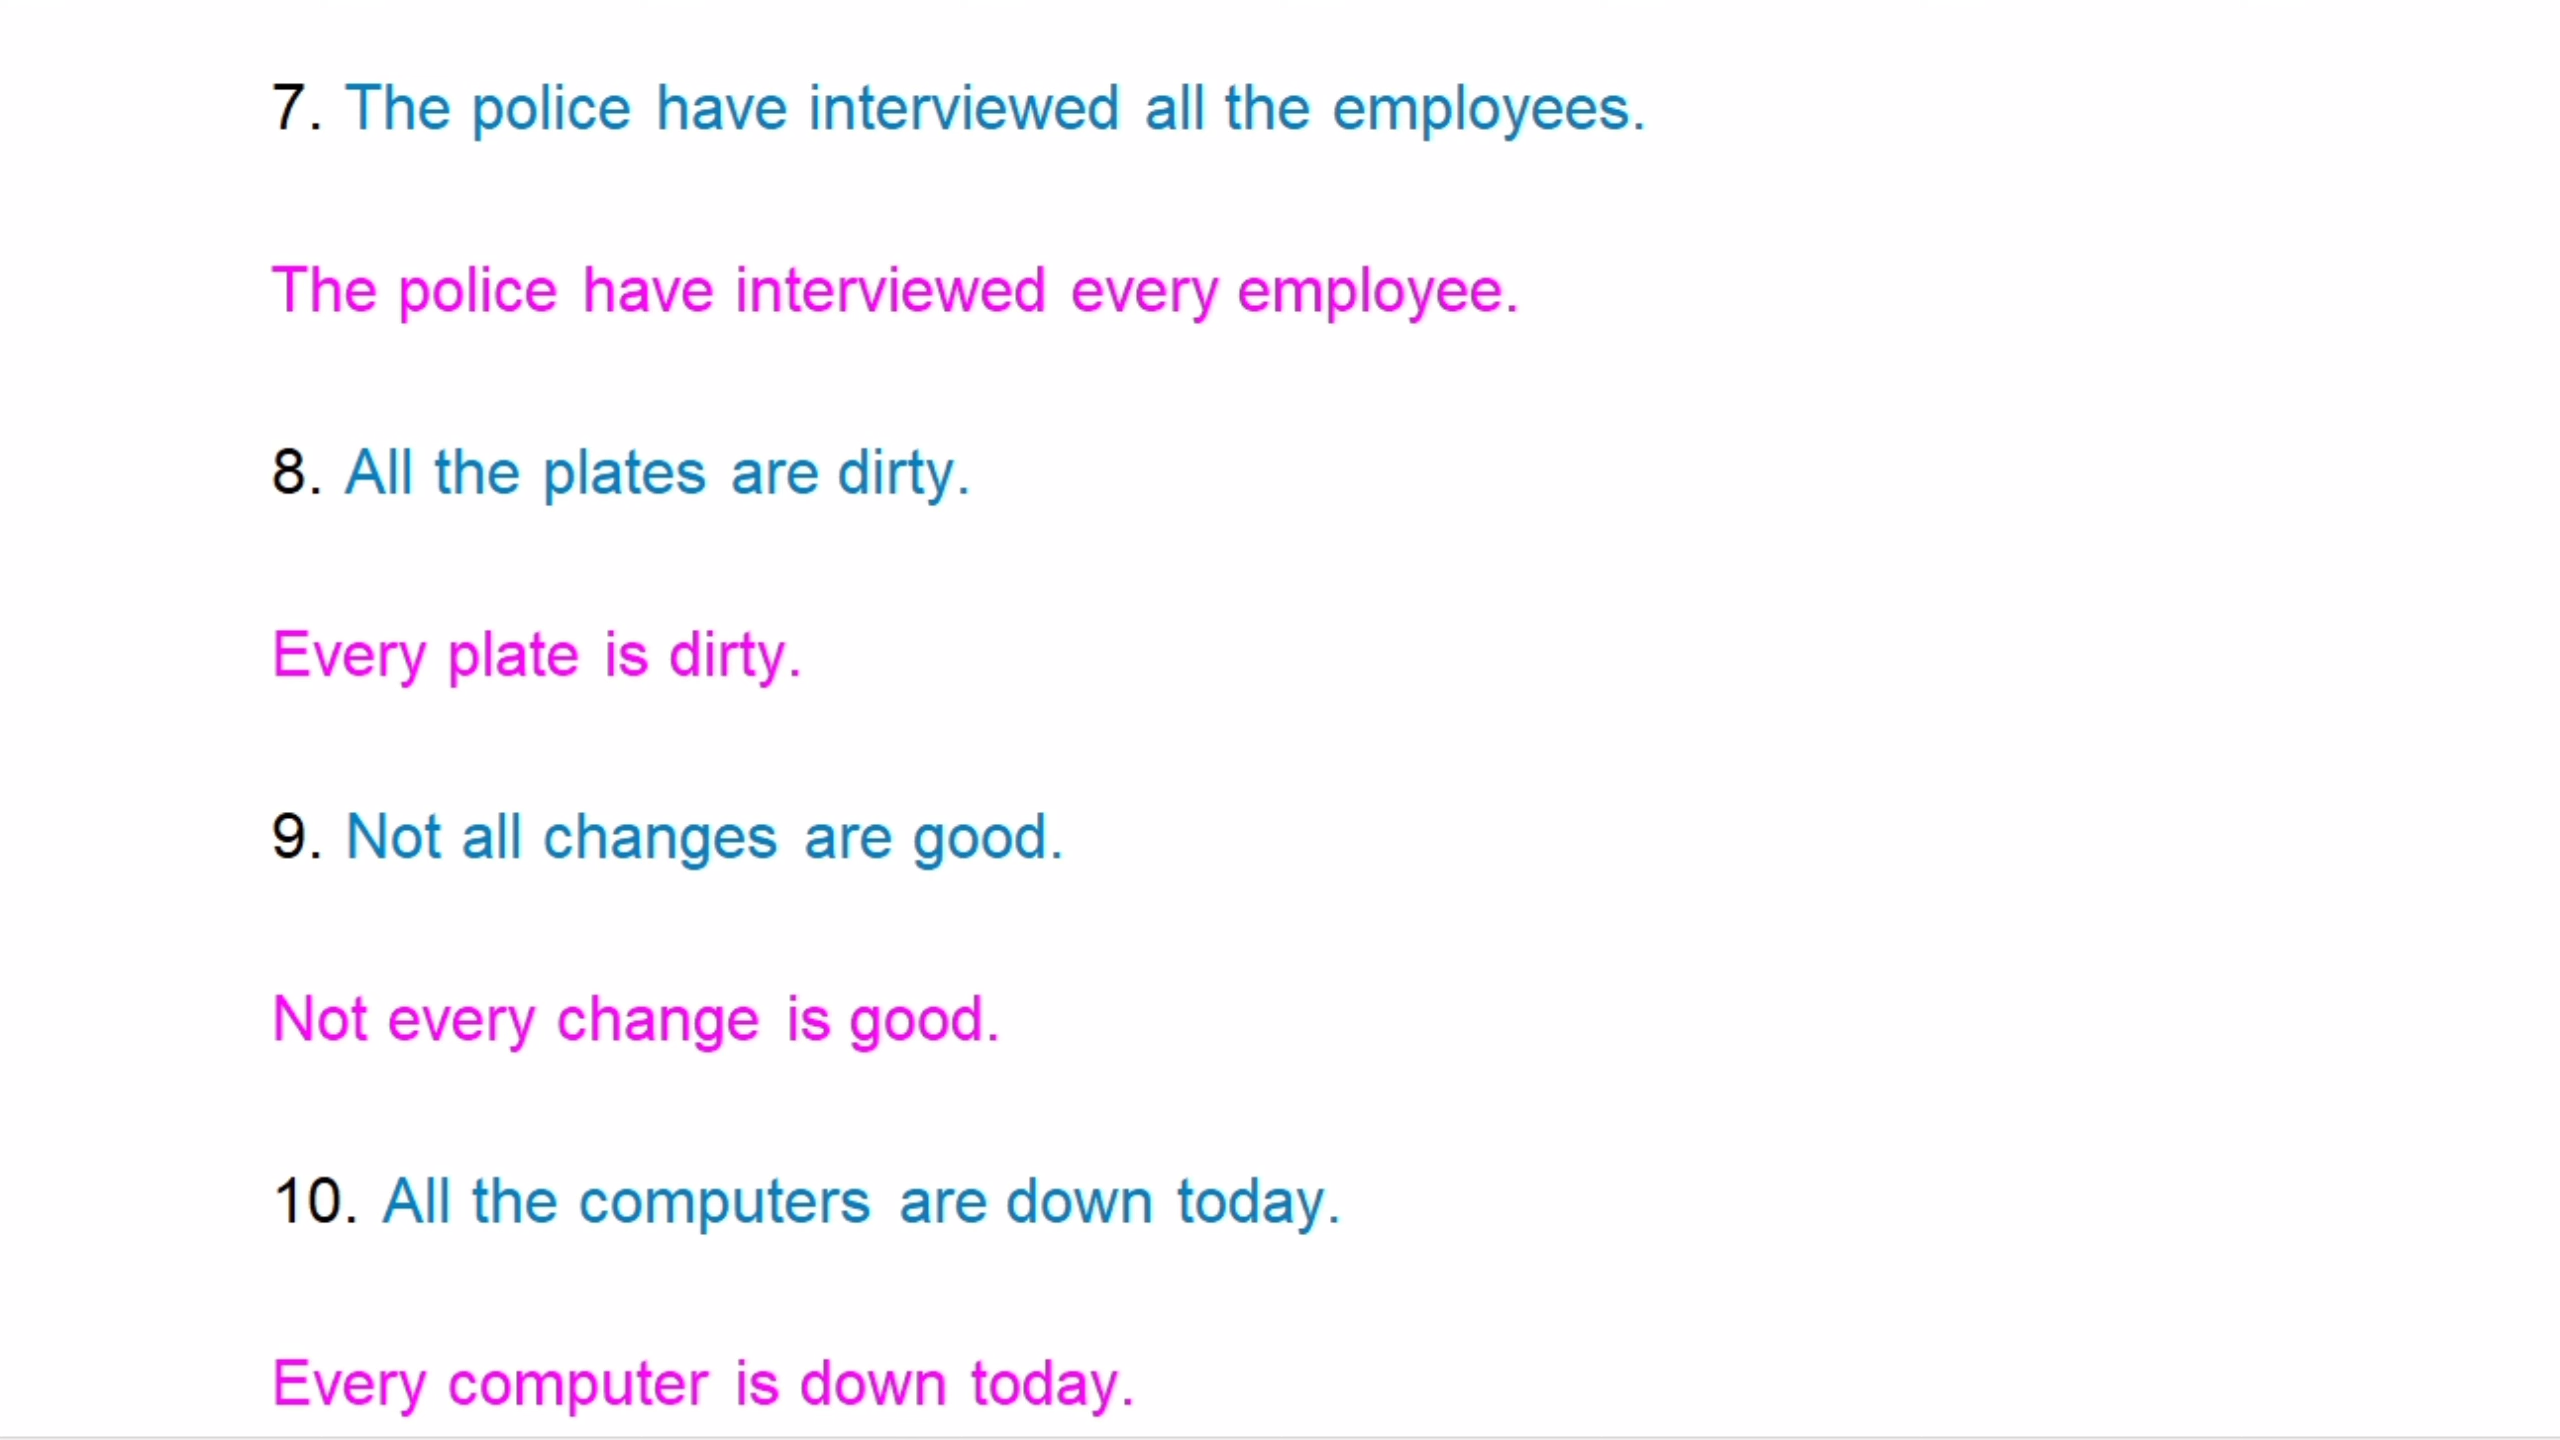 7. The police have interviewed all the employees.
The police have interviewed every employee.
8. All the plates are dirty.
Every plate is dirty.
9. Not all changes are good.
Not every change is good.
10. All the computers are down today.
Every computer is down today.